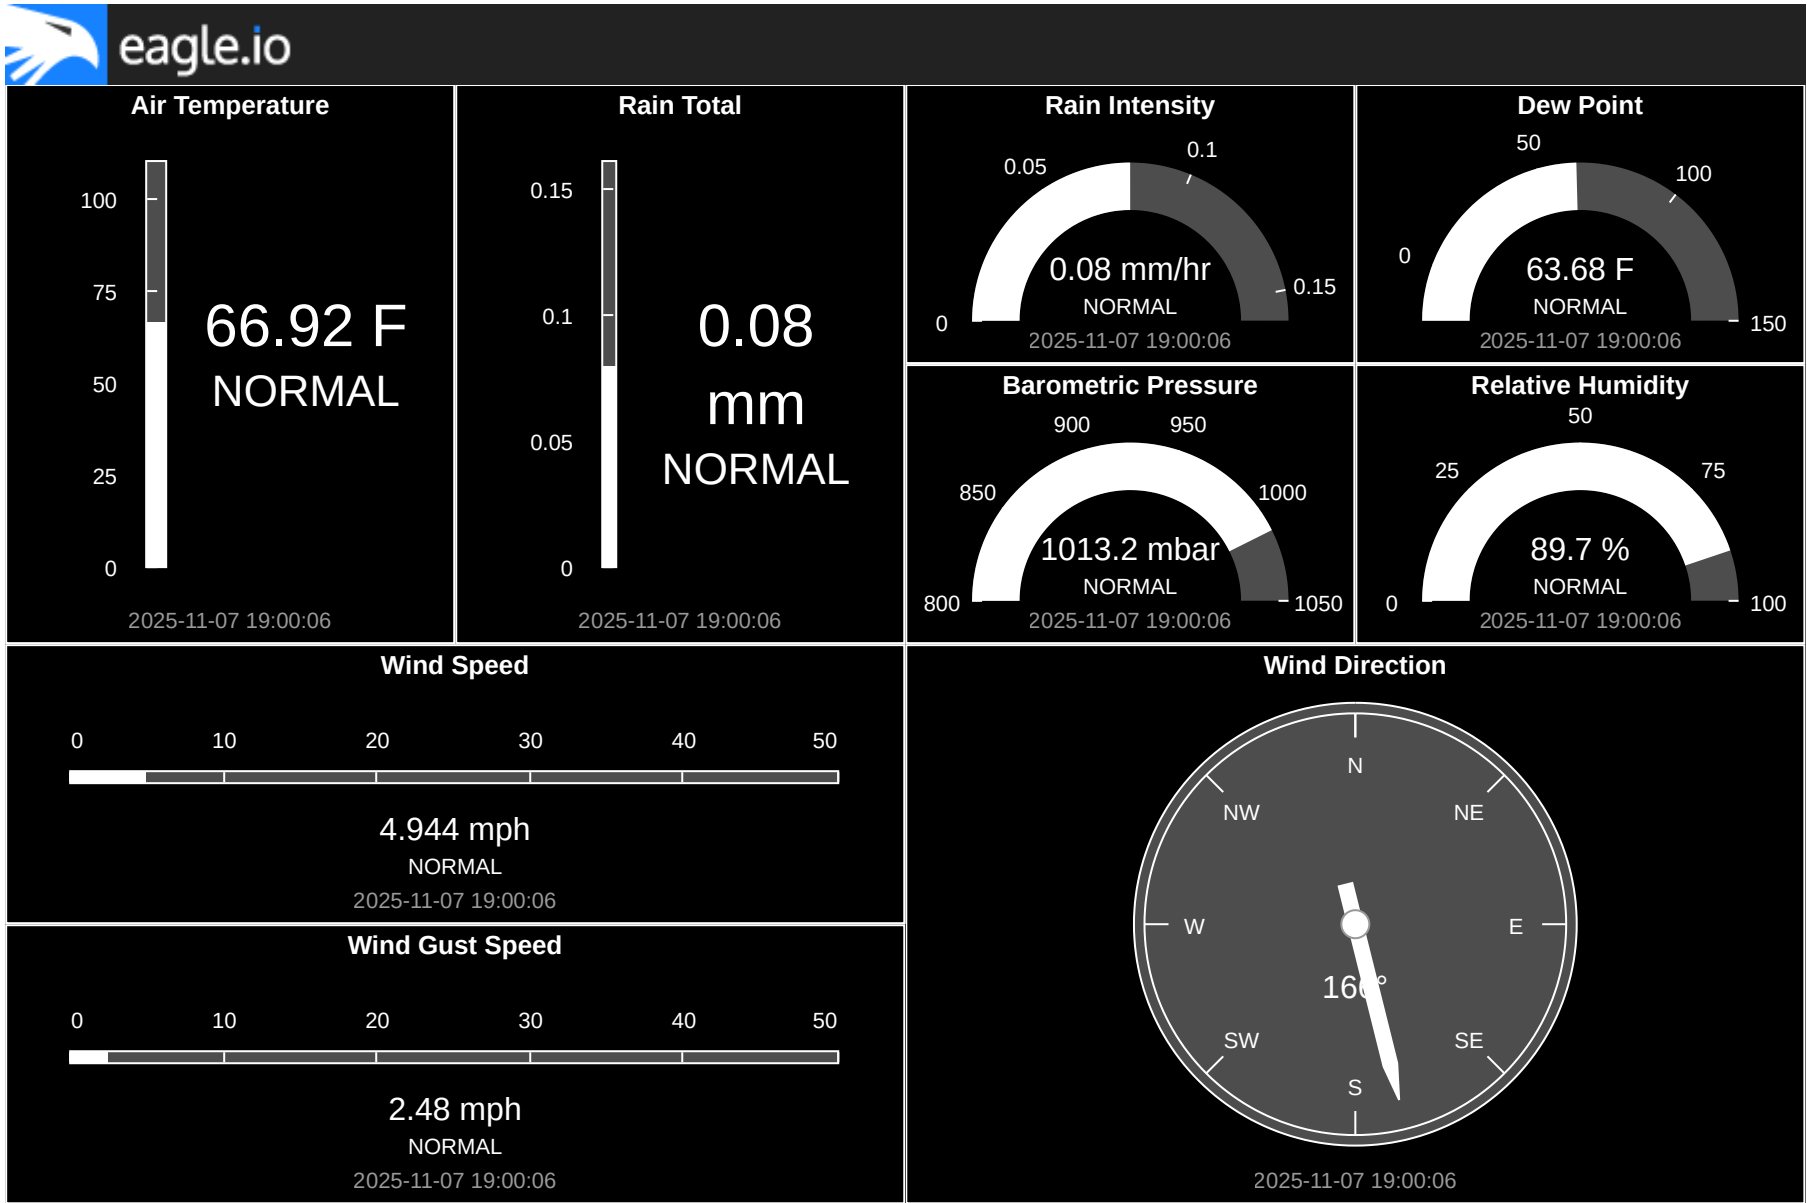 eagle.io
Air Temperature
100
75
50
25
0
66.92 F
NORMAL
2025-11-07 19:00:06
Rain Total
0.15
0.1
0.05
0
0.08
mm
NORMAL
2025-11-07 19:00:06
Rain Intensity
0
0.05
0.1
0.15
0.08 mm/hr
NORMAL
2025-11-07 19:00:06
Dew Point
0
50
100
150
63.68 F
NORMAL
2025-11-07 19:00:06
Barometric Pressure
800
850
900
950
1000
1050
1013.2 mbar
NORMAL
2025-11-07 19:00:06
Relative Humidity
0
25
50
75
100
89.7 %
NORMAL
2025-11-07 19:00:06
Wind Speed
0 10 20 30 40 50
4.944 mph
NORMAL
2025-11-07 19:00:06
Wind Gust Speed
0 10 20 30 40 50
2.48 mph
NORMAL
2025-11-07 19:00:06
Wind Direction
N
NW NE
W E
SW SE
S
2025-11-07 19:00:06